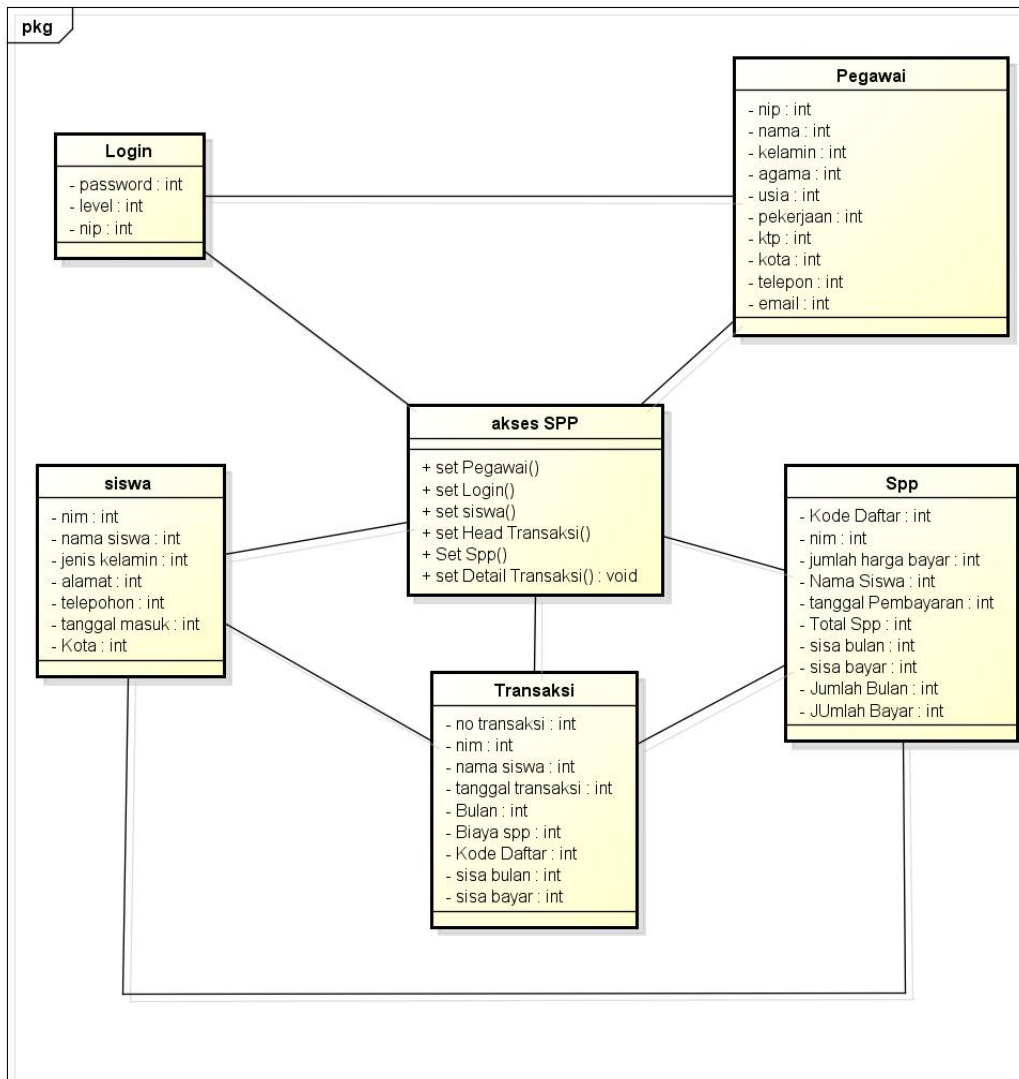 pkg
Pegawai
- nip : int
- nama : int
- kelamin : int
- agama : int
- usia : int
- pekerjaan : int
- ktp : int
- kota : int
- telepon : int
- email : int
Login
- password : int
- level : int
- nip : int
akses SPP
+ set Pegawai()
+ set Login()
+ set siswa()
+ set Head Transaksi()
+ Set Spp()
+ set Detail Transaksi() : void
siswa
- nim : int
- nama siswa : int
- jenis kelamin : int
- alamat : int
- telepohon : int
- tanggal masuk : int
- Kota : int
Spp
- Kode Daftar : int
- nim : int
- jumlah harga bayar : int
- Nama Siswa : int
- tanggal Pembayaran : int
- Total Spp : int
- sisa bulan : int
- sisa bayar : int
- Jumlah Bulan : int
- JUmlah Bayar : int
Transaksi
- no transaksi : int
- nim : int
- nama siswa : int
- tanggal transaksi : int
- Bulan : int
- Biaya spp : int
- Kode Daftar : int
- sisa bulan : int
- sisa bayar : int